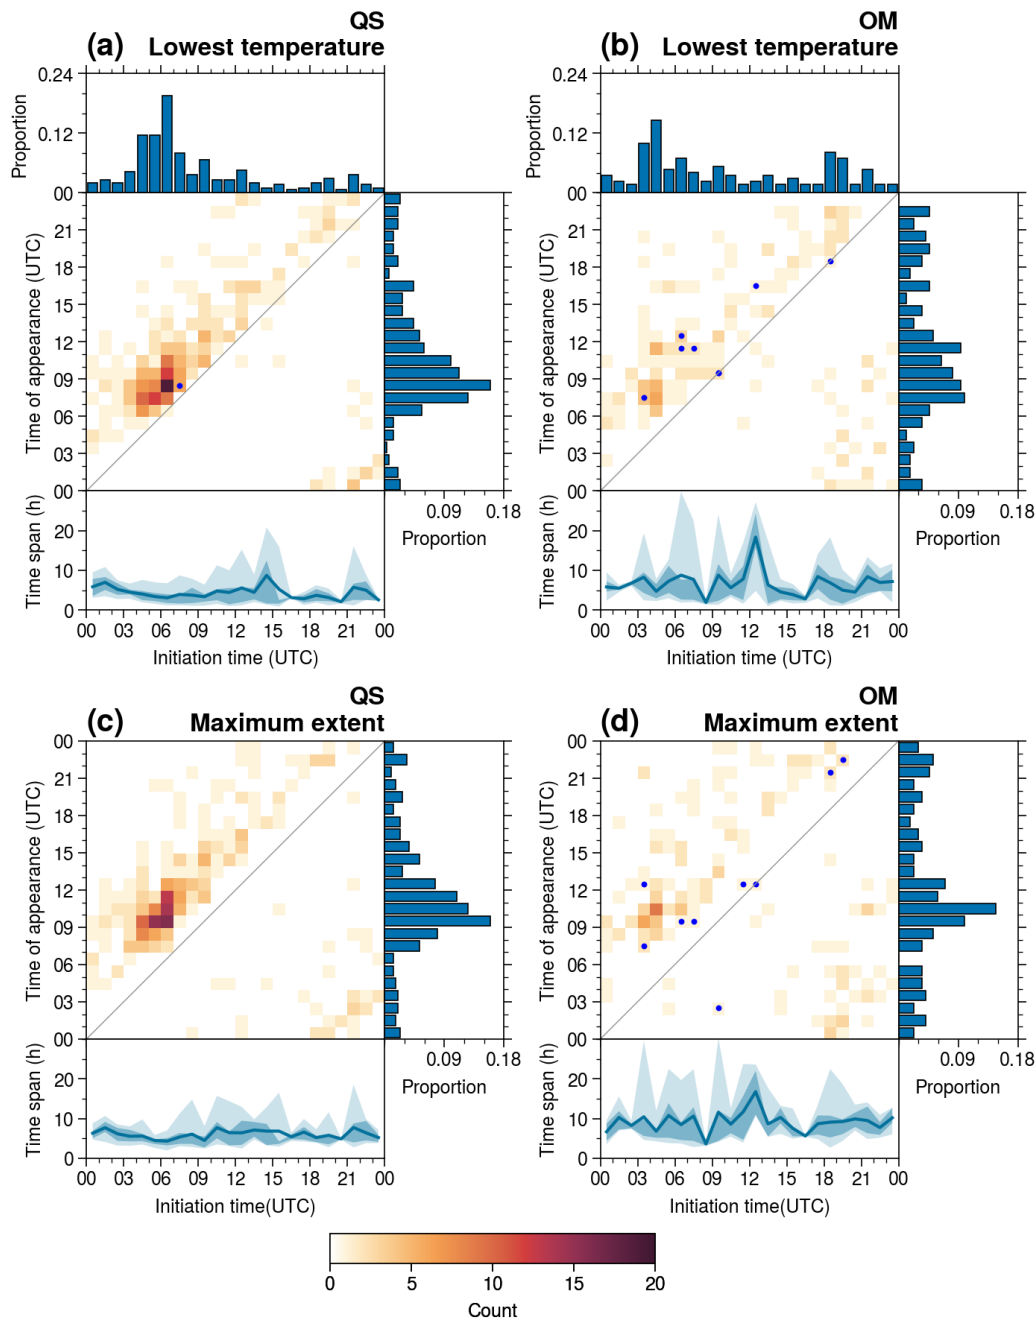 QS
(a) Lowest temperature
OM
(b) Lowest temperature
0.24
0.12
00
Proportion
0.24
0.12
00
Proportion
00
21
18
15
12
09
06
03
00
Time of appearance (UTC)
00
21
18
15
12
09
06
03
00
Time of appearance (UTC)
0.09 0.18
Proportion
0.09 0.18
Proportion
20
10
0
Time span (h)
20
10
0
Time span (h)
00 03 06 09 12 15 18 21 00
Initiation time (UTC)
00 03 06 09 12 15 18 21 00
Initiation time (UTC)
QS
(c) Maximum extent
OM
(d) Maximum extent
00
21
18
15
12
09
06
03
00
Time of appearance (UTC)
00
21
18
15
12
09
06
03
00
Time of appearance (UTC)
0.09 0.18
Proportion
0.09 0.18
Proportion
20
10
0
Time span (h)
20
10
0
Time span (h)
00 03 06 09 12 15 18 21 00
Initiation time(UTC)
00 03 06 09 12 15 18 21 00
Initiation time(UTC)
0 5 10 15 20
Count